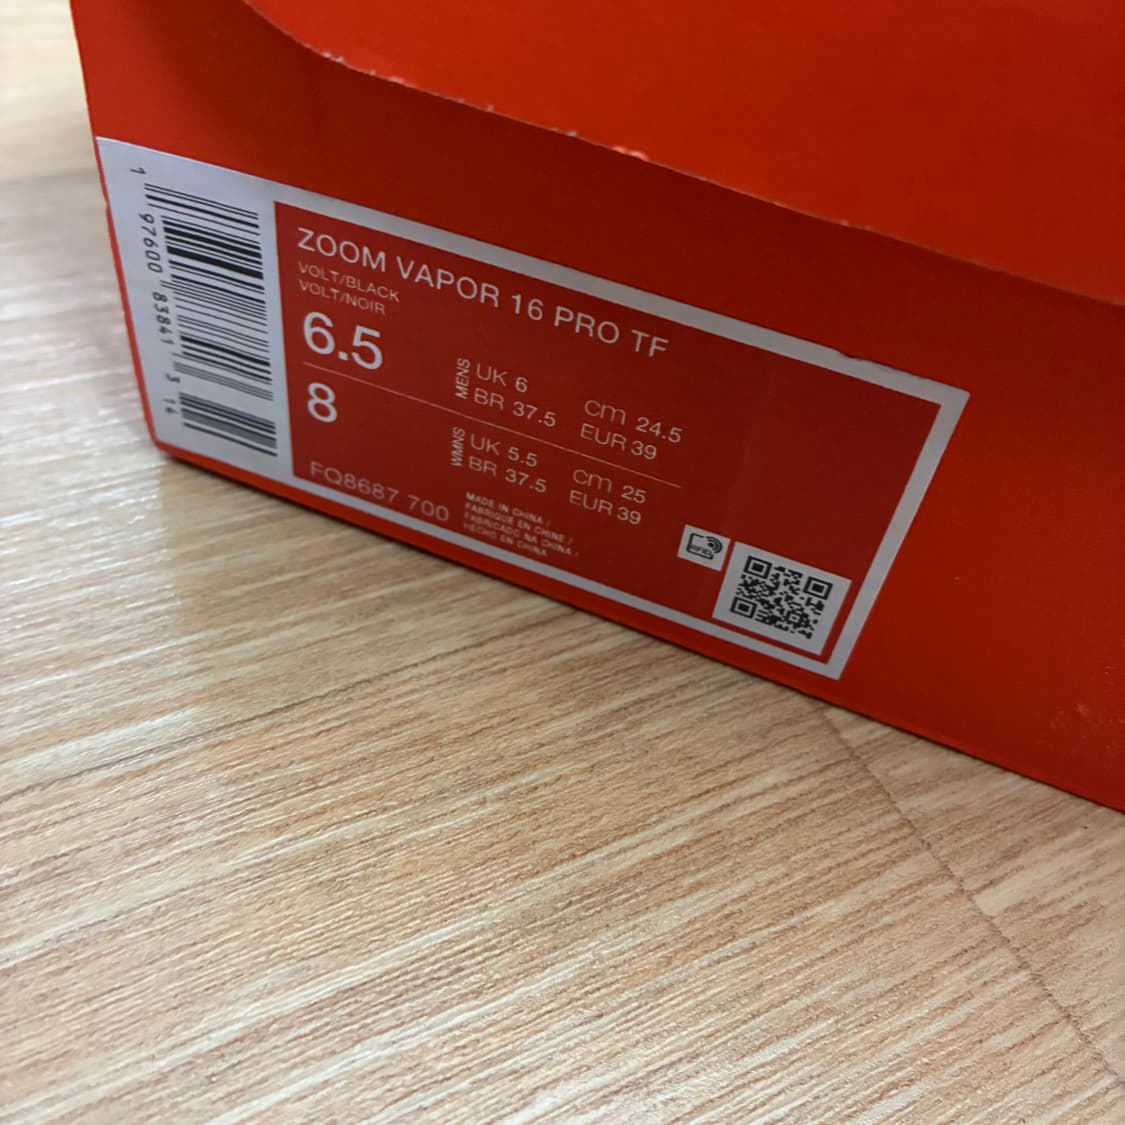 ZOOM VAPOR 16 PRO TF
VOLT/BLACK
VOLT/NOIR
6.5
MENS
UK 6
cm 24.5
BR 37.5
EUR 39
8
WMNS
UK 5.5
cm 25
BR 37.5
EUR 39
FQ8687 700
MADE IN CHINA /
FABRIQUE EN CHINE /
FABRICADO NA CHINA /
HECHO EN CHINA
RFID
1 97600 83841 3 14